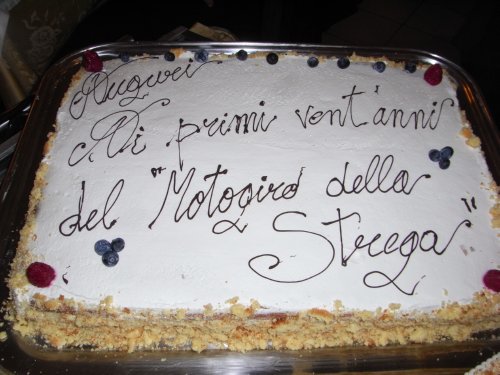 Auguri
Ai primi vent'anni
del "Motogiro della
Strega"